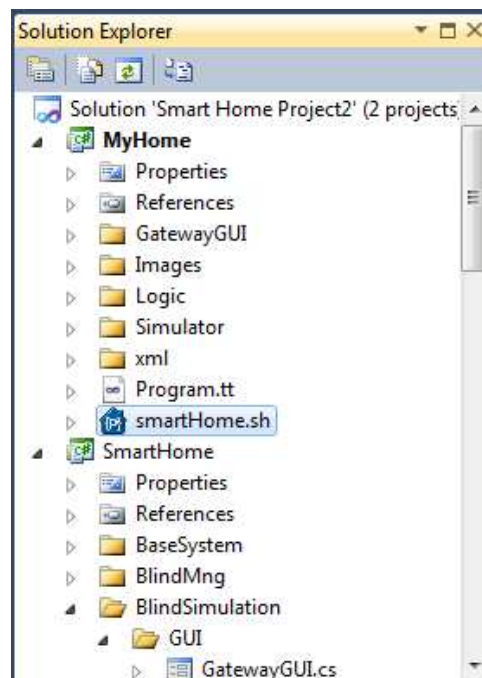 Solution Explorer
Solution 'Smart Home Project2' (2 projects
MyHome
Properties
References
GatewayGUI
Images
Logic
Simulator
xml
Program.tt
smartHome.sh
SmartHome
Properties
References
BaseSystem
BlindMng
BlindSimulation
GUI
GatewayGUI.cs